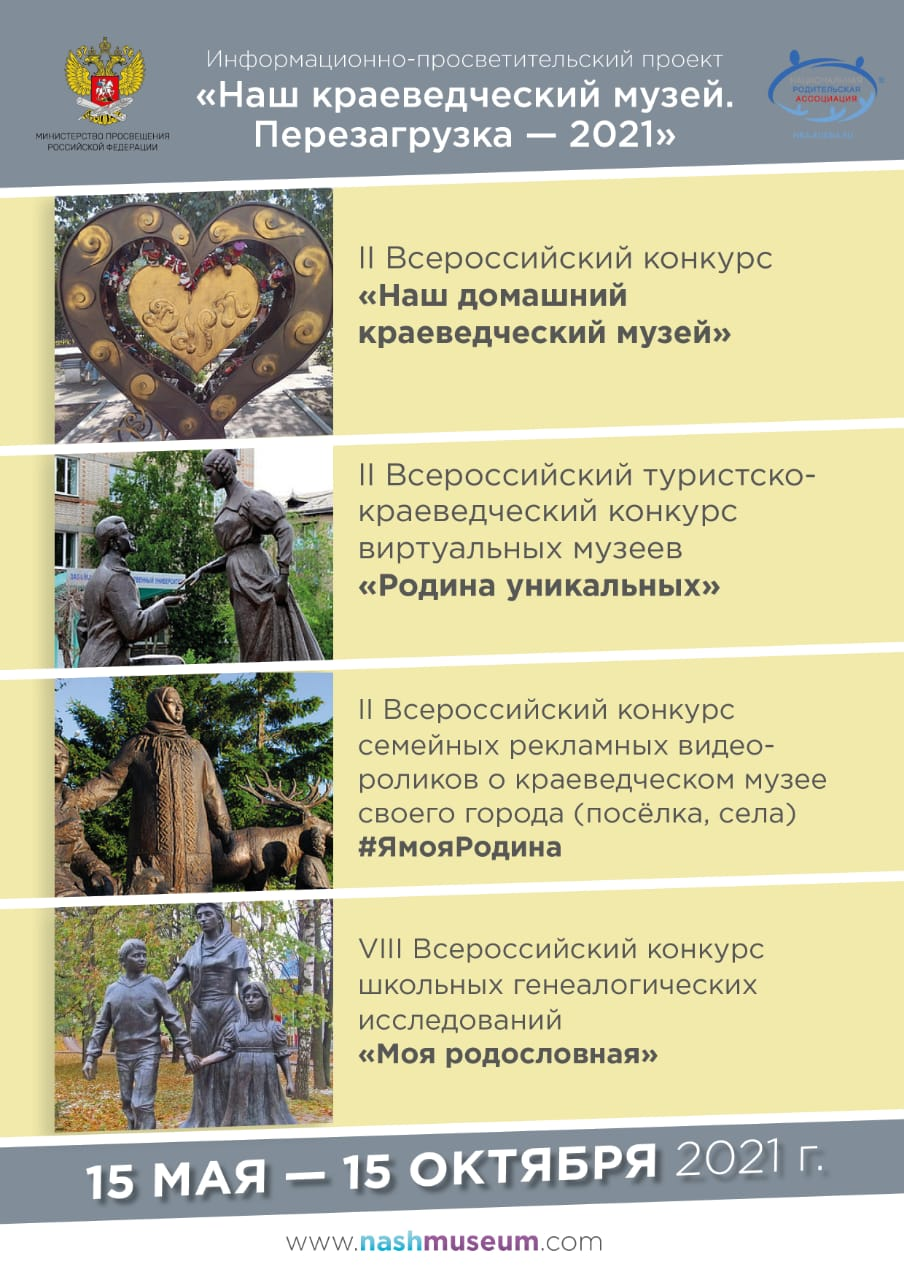 Информационно-просветительский проект
«Наш краеведческий музей.
Перезагрузка — 2021»
МИНИСТЕРСТВО ПРОСВЕЩЕНИЯ
РОССИЙСКОЙ ФЕДЕРАЦИИ
НАЦИОНАЛЬНАЯ
РОДИТЕЛЬСКАЯ
АССОЦИАЦИЯ
II Всероссийский конкурс
«Наш домашний
краеведческий музей»
II Всероссийский туристско-
краеведческий конкурс
виртуальных музеев
«Родина уникальных»
II Всероссийский конкурс
семейных рекламных видео-
роликов о краеведческом музее
своего города (посёлка, села)
#ЯмояРодина
VIII Всероссийский конкурс
школьных генеалогических
исследований
«Моя родословная»
15 МАЯ — 15 ОКТЯБРЯ 2021 г.
www.nashmuseum.com